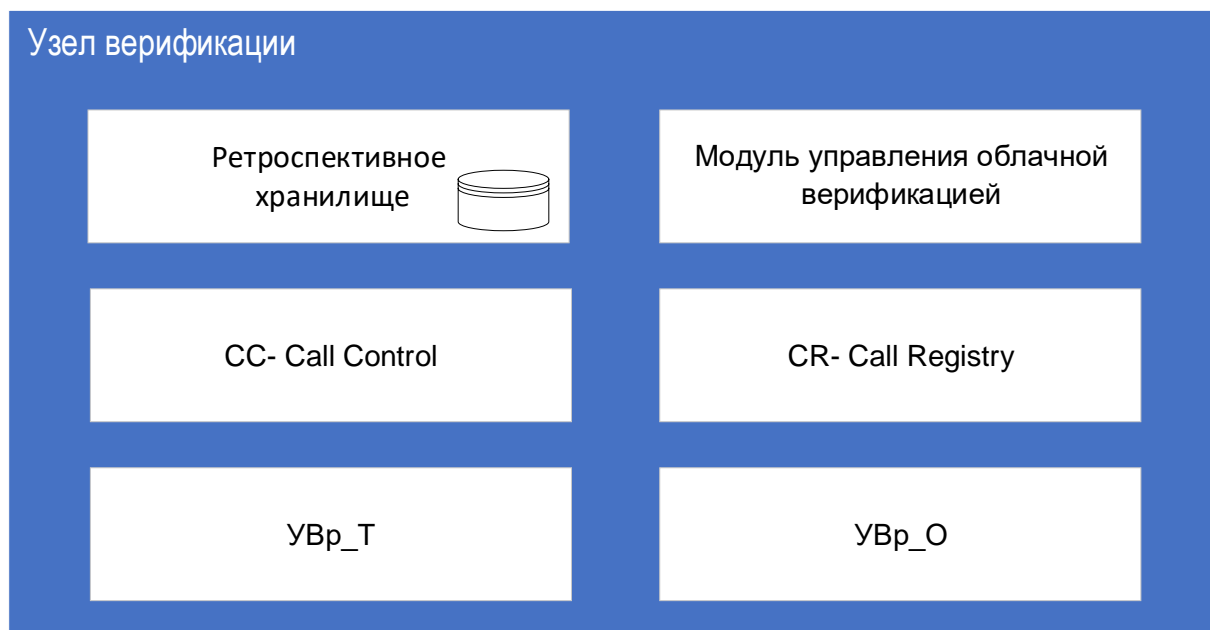 Узел верификации
Ретроспективное
хранилище
Модуль управления облачной
верификацией
CC- Call Control
CR- Call Registry
УВр_Т
УВр_О